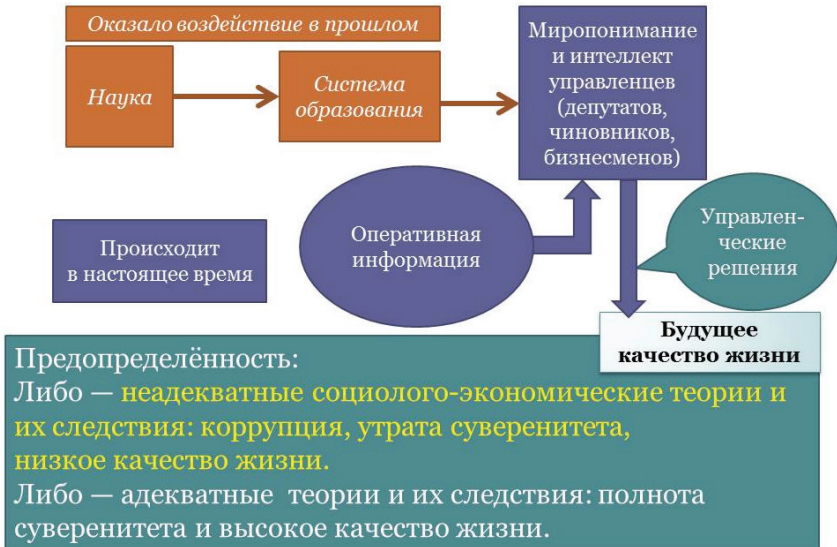 Оказало воздействие в прошлом
Наука
Система
образования
Миропонимание
и интеллект
управленцев
(депутатов,
чиновников,
бизнесменов)
Происходит
в настоящее время
Оперативная
информация
Управлен-
ческие
решения
Будущее
качество жизни
Предопределённость:
Либо — неадекватные социолого-экономические теории и
их следствия: коррупция, утрата суверенитета,
низкое качество жизни.
Либо — адекватные теории и их следствия: полнота
суверенитета и высокое качество жизни.